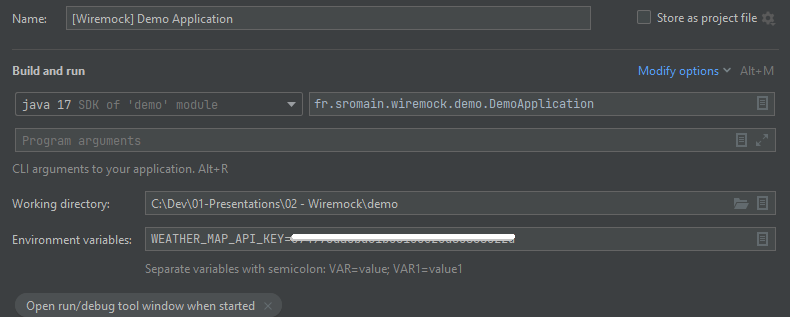 Name: [Wiremock] Demo Application Store as project file
Build and run Modify options Alt+M
java 17 SDK of 'demo' module fr.sromain.wiremock.demo.DemoApplication
Program arguments
CLI arguments to your application. Alt+R
Working directory: C:\Dev\01-Presentations\02 - Wiremock\demo
Environment variables: WEATHER_MAP_API_KEY=
Separate variables with semicolon: VAR=value; VAR1=value1
Open run/debug tool window when started ×